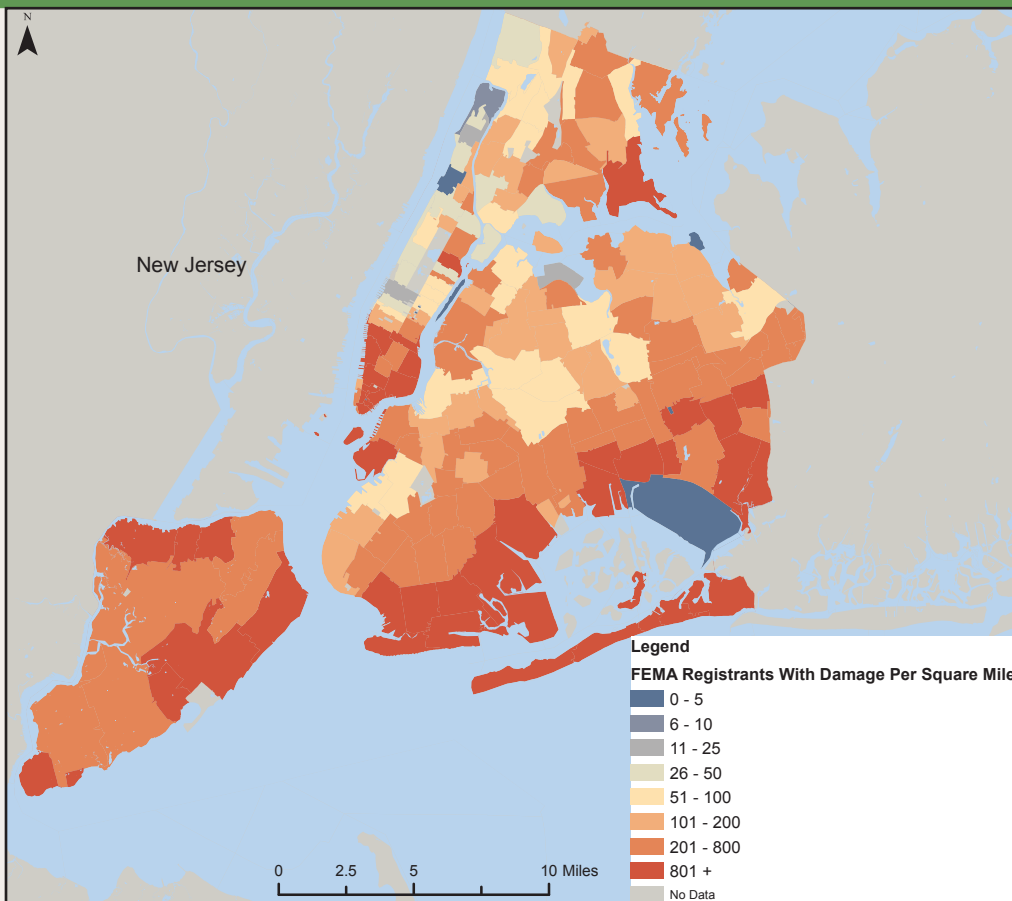 N
New Jersey
Legend
FEMA Registrants With Damage Per Square Mile
0 - 5
6 - 10
11 - 25
26 - 50
51 - 100
101 - 200
201 - 800
801 +
No Data
0 2.5 5 10 Miles